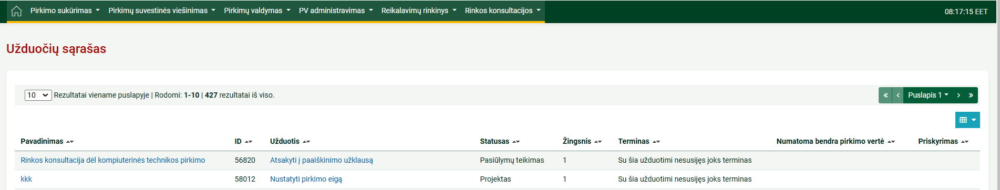 Pirkimo sukūrimas Pirkimų suvestinės viešinimas Pirkimų valdymas PV administravimas Reikalavimų rinkinys Rinkos konsultacijos 08:17:15 EET
Užduočių sąrašas
10 Rezultatai viename puslapyje | Rodomi: 1-10 | 427 rezultatai iš viso. « ‹ Puslapis 1 › »
Pavadinimas ID Užduotis Statusas Žingsnis Terminas Numatoma bendra pirkimo vertė Priskyrimas
Rinkos konsultacija dėl kompiuterinės technikos pirkimo 56820 Atsakyti į paaiškinimo užklausą Pasiūlymų teikimas 1 Su šia užduotimi nesusijęs joks terminas
kkk 58012 Nustatyti pirkimo eigą Projektas 1 Su šia užduotimi nesusijęs joks terminas